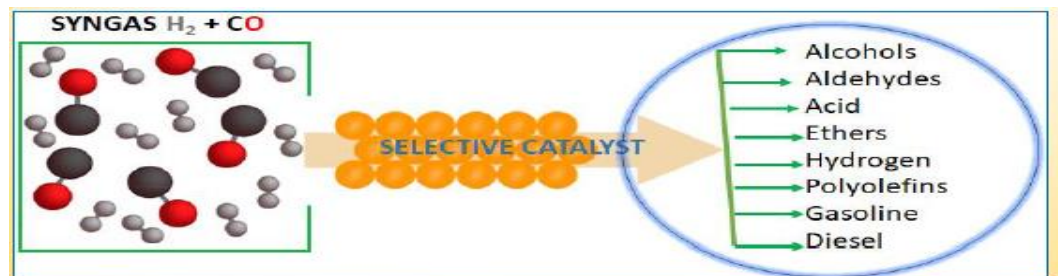 SYNGAS H₂ + CO
SELECTIVE CATALYST
Alcohols
Aldehydes
Acid
Ethers
Hydrogen
Polyolefins
Gasoline
Diesel